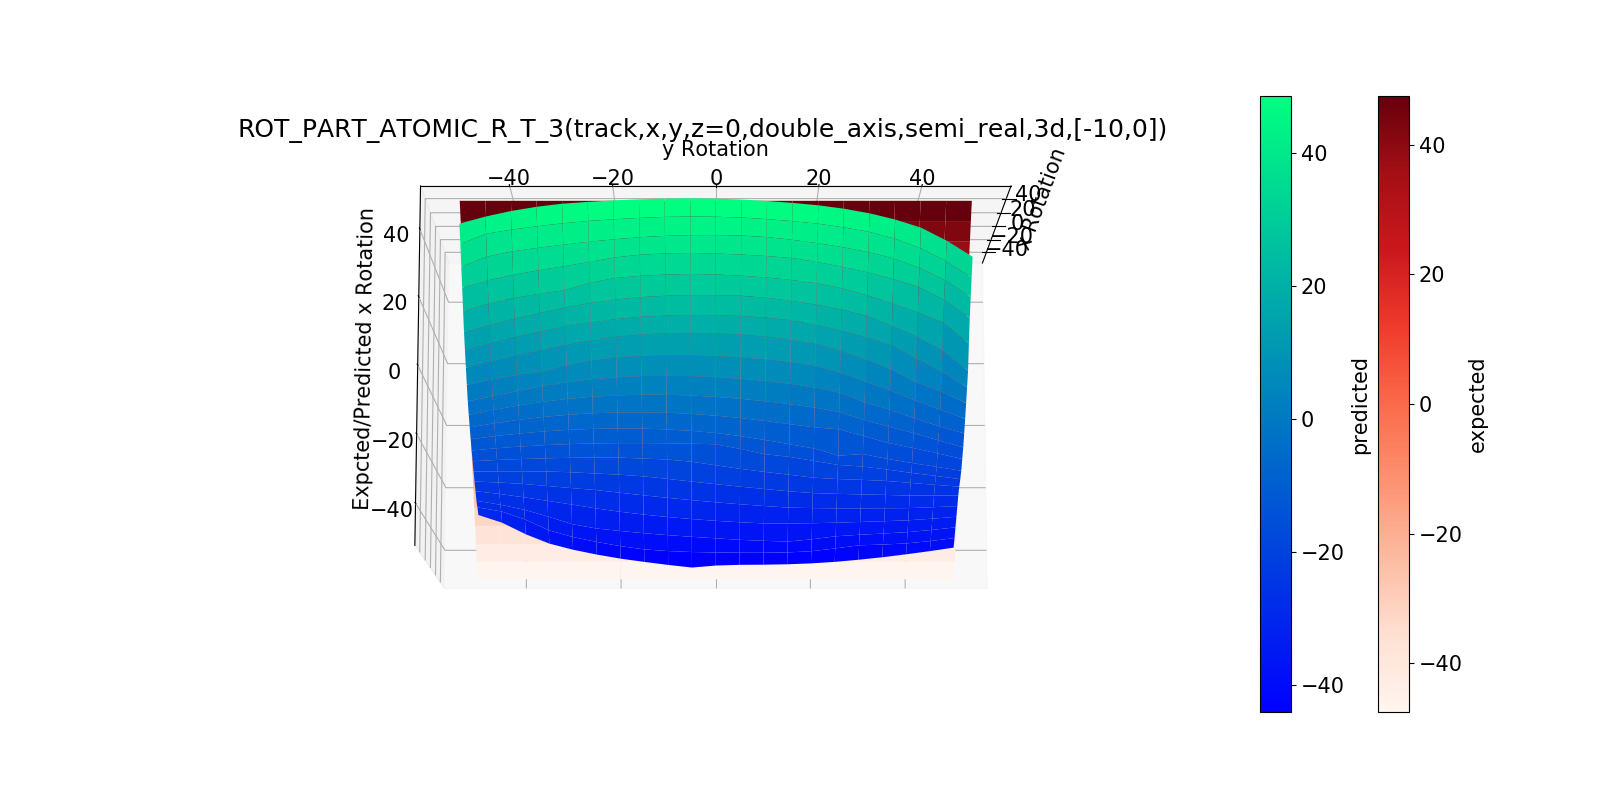 ROT_PART_ATOMIC_R_T_3(track,x,y,z=0,double_axis,semi_real,3d,[-10,0])
y Rotation
−40 −20 0 20 40
x Rotation
40
20
0
−20
−40
Expcted/Predicted x Rotation
40
20
0
−20
−40
40
20
0
−20
−40
predicted
40
20
0
−20
−40
expected